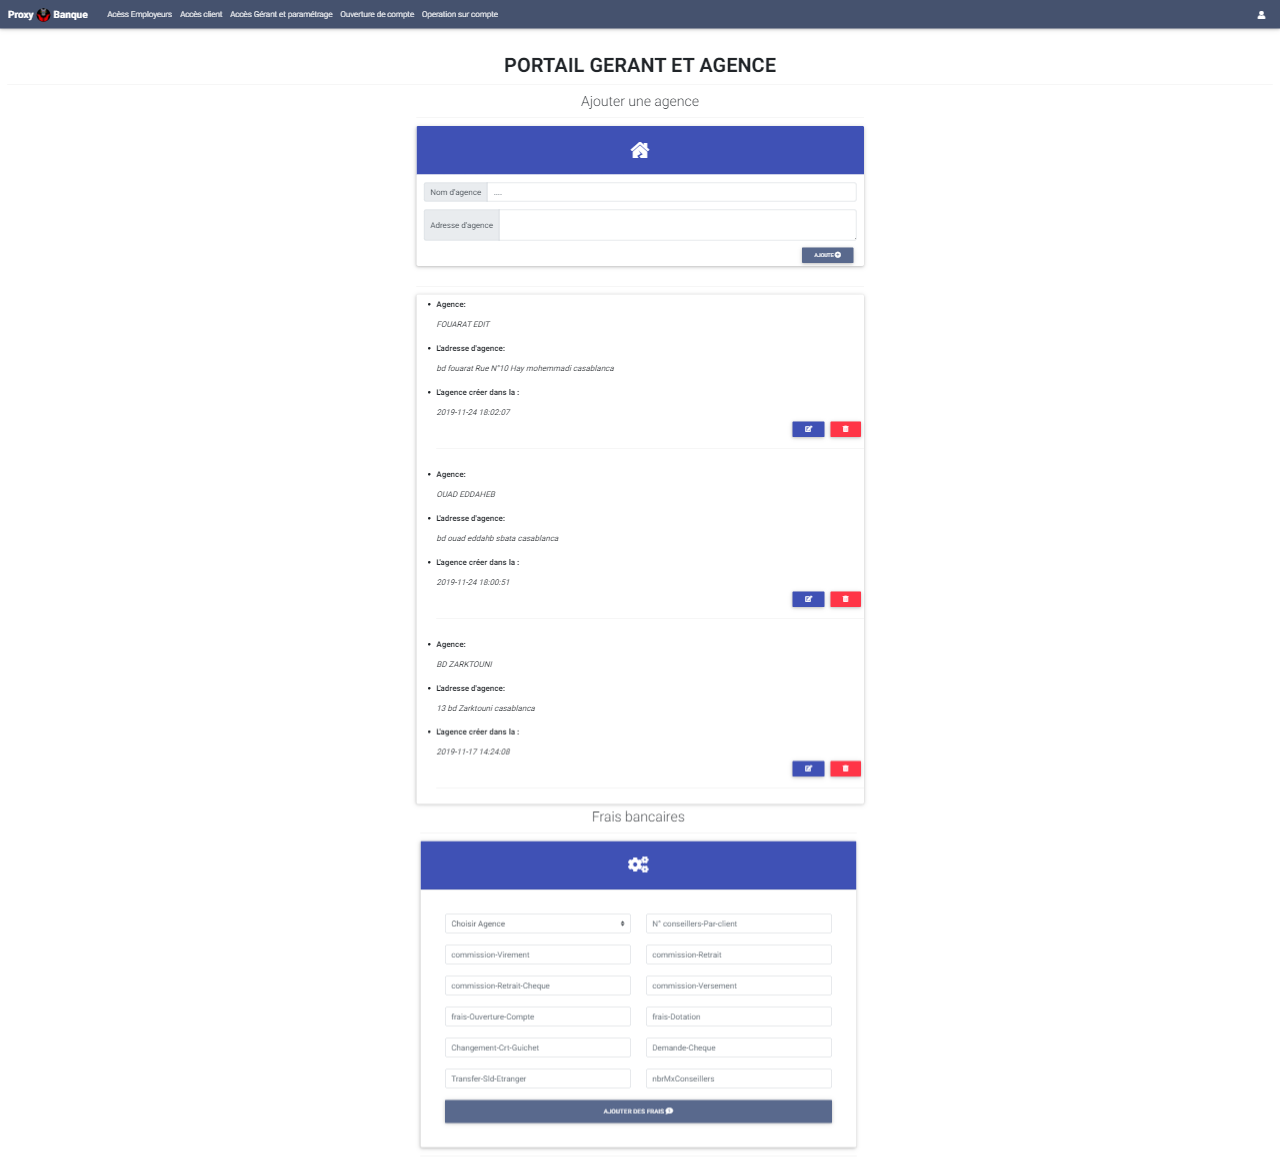 Proxy Banque Acèss Employeurs Accès client Accès Gérant et paramétrage Ouverture de compte Operation sur compte
PORTAIL GERANT ET AGENCE
Ajouter une agence
Nom d'agence ....
Adresse d'agence
AJOUTE
Agence:
FOUARAT EDIT
L'adresse d'agence:
bd fouarat Rue N°10 Hay mohemmadi casablanca
L'agence créer dans la :
2019-11-24 18:02:07
Agence:
OUAD EDDAHEB
L'adresse d'agence:
bd ouad eddahb sbata casablanca
L'agence créer dans la :
2019-11-24 18:00:51
Agence:
BD ZARKTOUNI
L'adresse d'agence:
13 bd Zarktouni casablanca
L'agence créer dans la :
2019-11-17 14:24:08
Frais bancaires
Choisir Agence N° conseillers-Par-client
commission-Virement commission-Retrait
commission-Retrait-Cheque commission-Versement
frais-Ouverture-Compte frais-Dotation
Changement-Crt-Guichet Demande-Cheque
Transfer-Sld-Etranger nbrMxConseillers
AJOUTER DES FRAIS